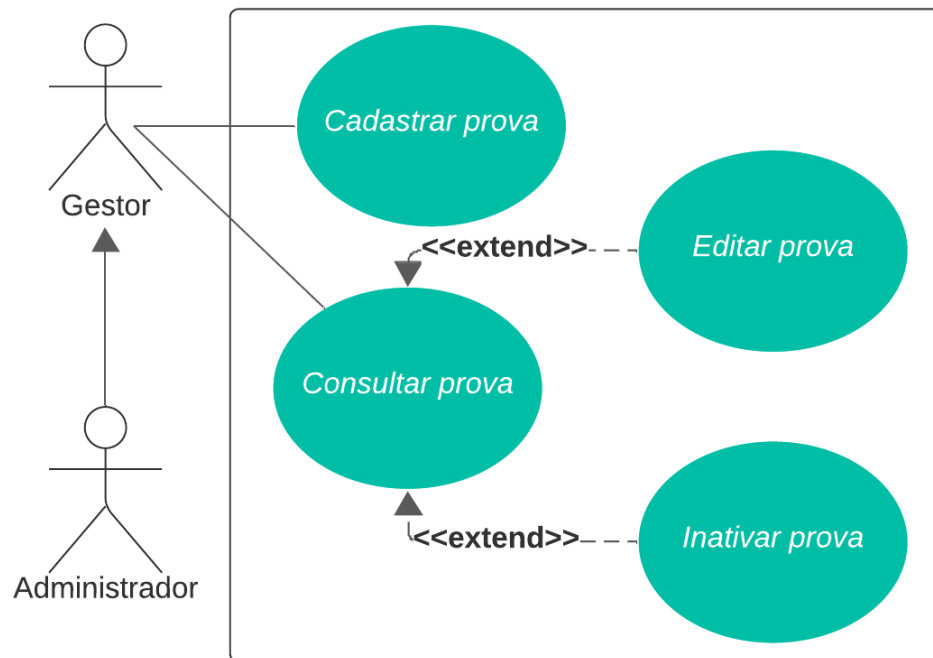 Cadastrar prova
Gestor
<<extend>>
Editar prova
Consultar prova
<<extend>>
Inativar prova
Administrador